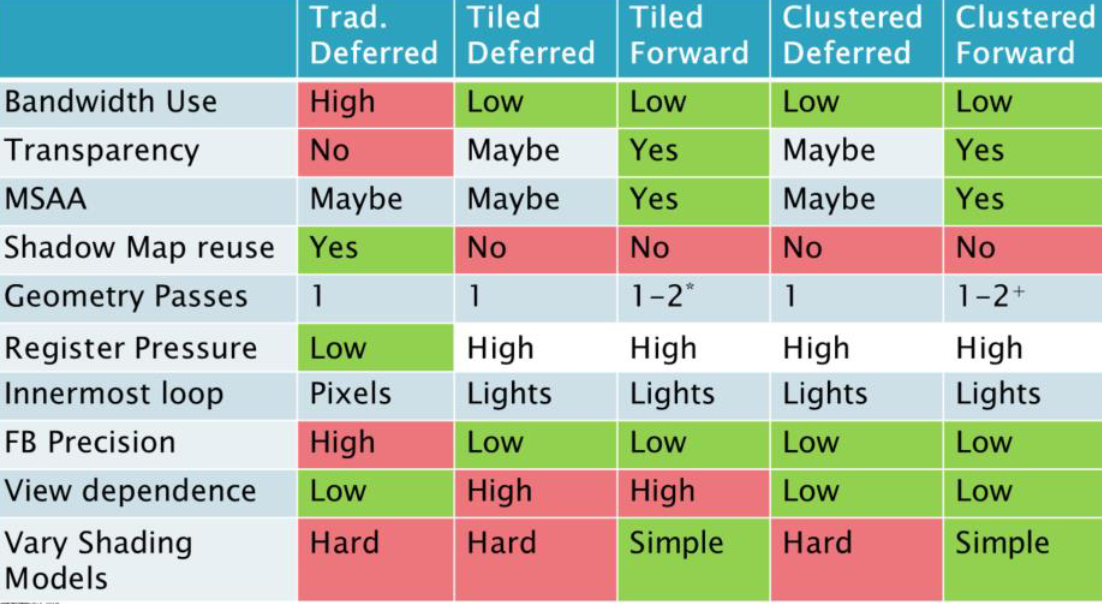 Trad. Deferred Tiled Deferred Tiled Forward Clustered Deferred Clustered Forward
Bandwidth Use High Low Low Low Low
Transparency No Maybe Yes Maybe Yes
MSAA Maybe Maybe Yes Maybe Yes
Shadow Map reuse Yes No No No No
Geometry Passes 1 1 1-2* 1 1-2+
Register Pressure Low High High High High
Innermost loop Pixels Lights Lights Lights Lights
FB Precision High Low Low Low Low
View dependence Low High High Low Low
Vary Shading Models Hard Hard Simple Hard Simple